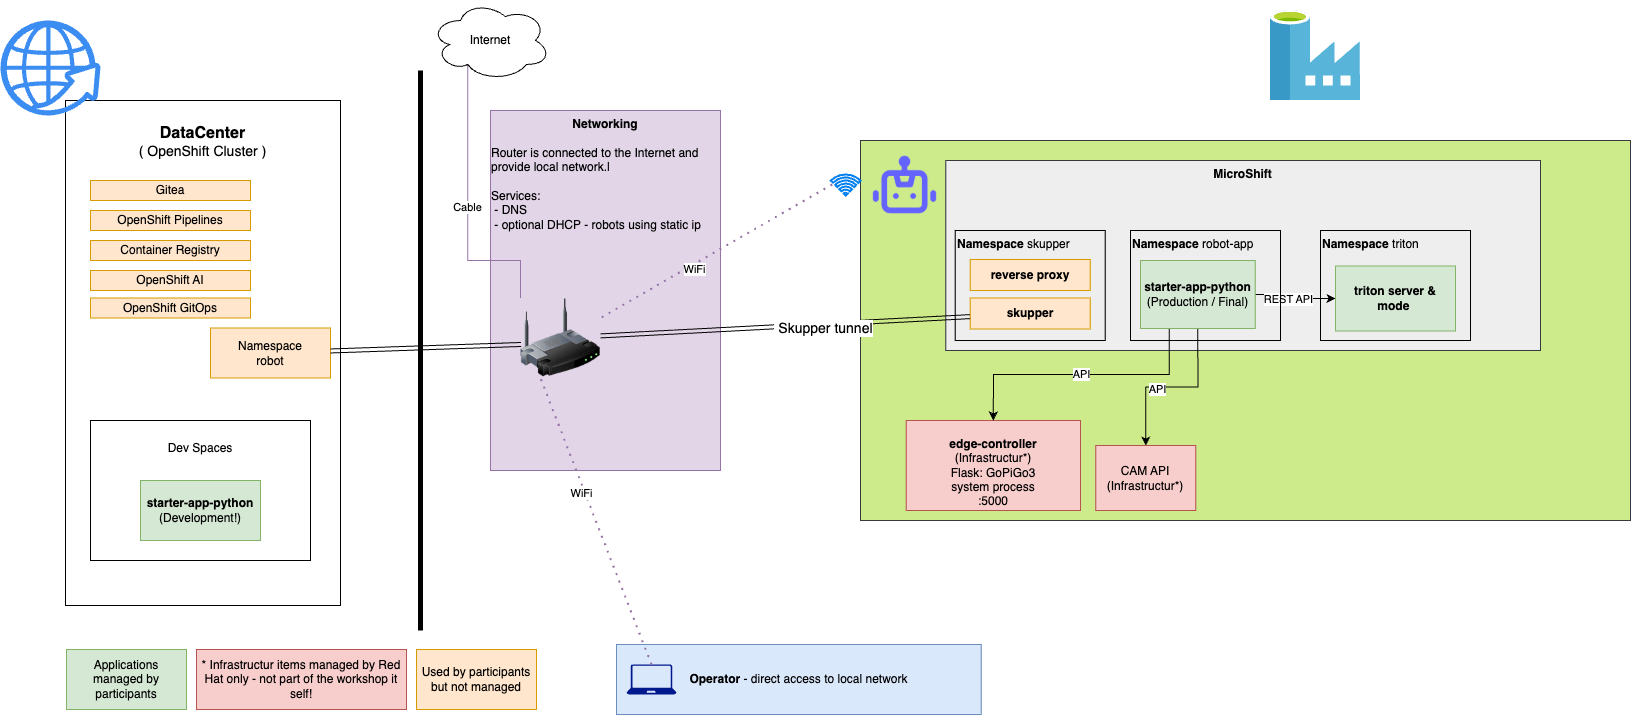 Internet
DataCenter
( OpenShift Cluster )
Gitea
OpenShift Pipelines
Container Registry
OpenShift AI
OpenShift GitOps
Namespace
robot
Dev Spaces
starter-app-python
(Development!)
Cable
Networking
Router is connected to the Internet and
provide local network.l
Services:
- DNS
- optional DHCP - robots using static ip
WiFi
Skupper tunnel
WiFi
MicroShift
Namespace skupper
reverse proxy
skupper
Namespace robot-app
starter-app-python
(Production / Final)
REST API
Namespace triton
triton server &
mode
API
API
edge-controller
(Infrastructur*)
Flask: GoPiGo3
system process
:5000
CAM API
(Infrastructur*)
Applications
managed by
participants
* Infrastructur items managed by Red
Hat only - not part of the workshop it
self!
Used by participants
but not managed
Operator - direct access to local network